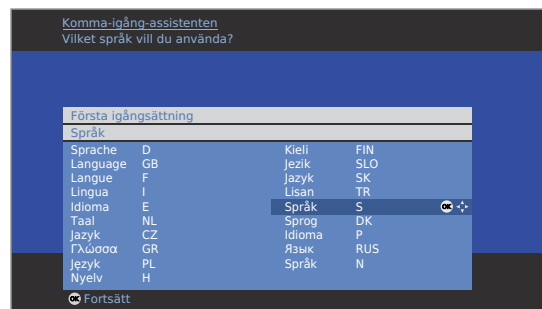 Komma-igång-assistenten
Vilket språk vill du använda?
Första igångsättning
Språk
Sprache D Kieli FIN
Language GB Jezik SLO
Langue F Jazyk SK
Lingua I Lisan TR
Idioma E Språk S OK
Taal NL Sprog DK
Jazyk CZ Idioma P
Γλώσσα GR Язык RUS
Język PL Språk N
Nyelv H
OK Fortsätt